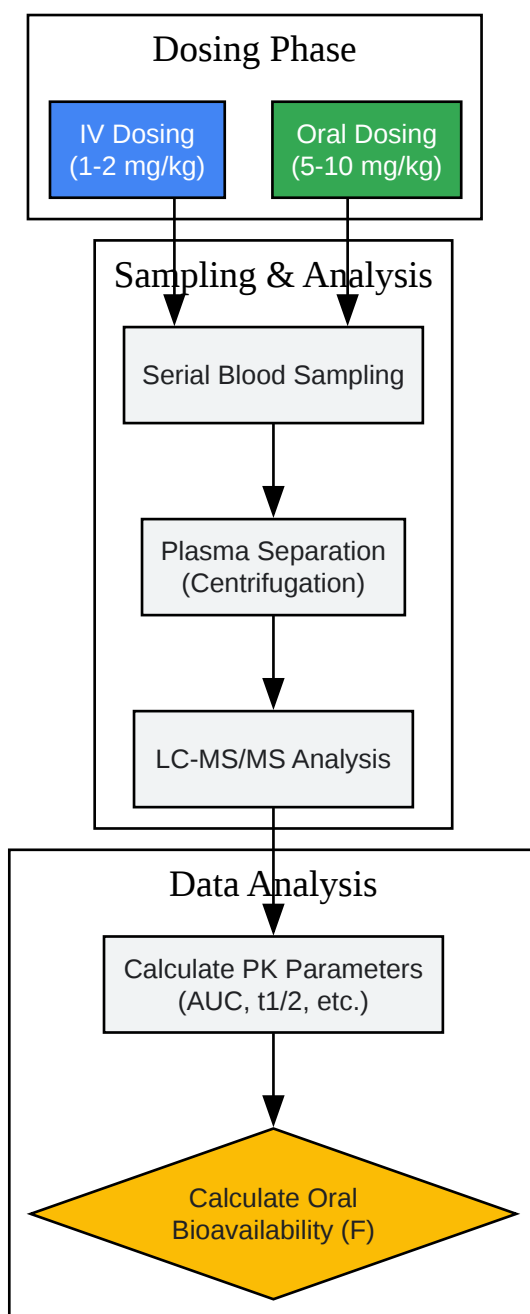 Dosing Phase
IV Dosing
(1-2 mg/kg)
Oral Dosing
(5-10 mg/kg)
Sampling & Analysis
Serial Blood Sampling
Plasma Separation
(Centrifugation)
LC-MS/MS Analysis
Data Analysis
Calculate PK Parameters
(AUC, t1/2, etc.)
Calculate Oral
Bioavailability (F)